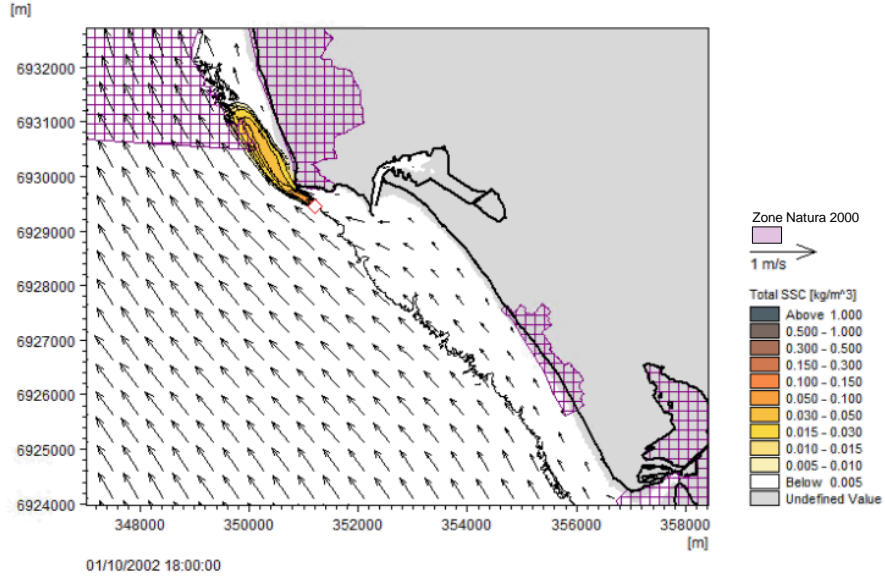 [m]
6932000
6931000
6930000
6929000
6928000
6927000
6926000
6925000
6924000
348000 350000 352000 354000 356000 358000
[m]
01/10/2002 18:00:00
Zone Natura 2000
1 m/s
Total SSC [kg/m^3]
Above 1.000
0.500 - 1.000
0.300 - 0.500
0.150 - 0.300
0.100 - 0.150
0.050 - 0.100
0.030 - 0.050
0.015 - 0.030
0.010 - 0.015
0.005 - 0.010
Below 0.005
Undefined Value